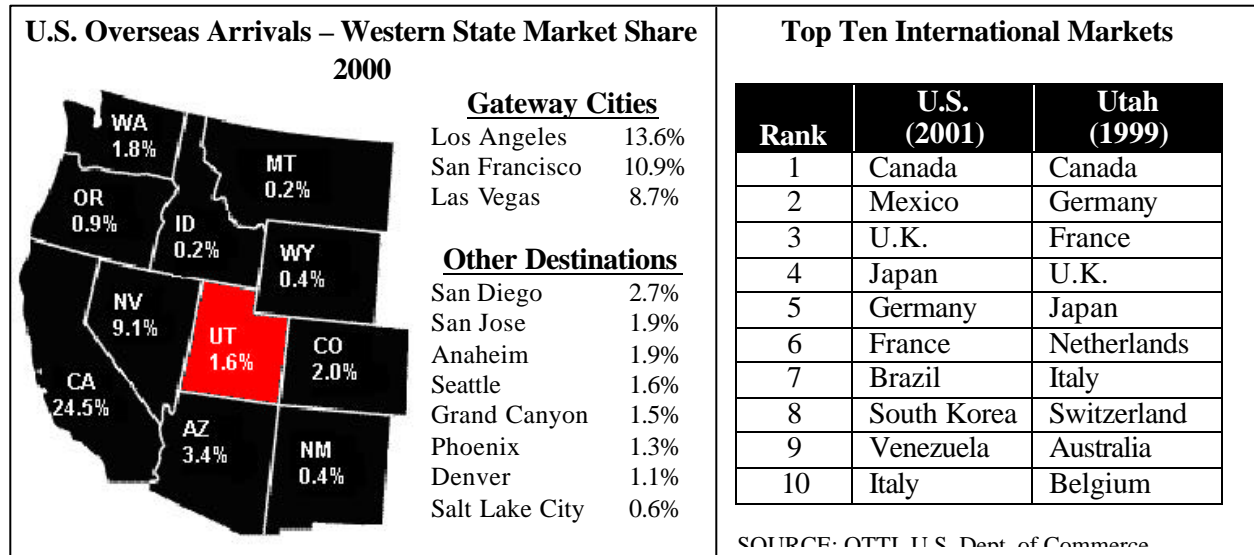 U.S. Overseas Arrivals – Western State Market Share
2000
WA
1.8%
MT
0.2%
OR
0.9%
ID
0.2%
WY
0.4%
NV
9.1%
UT
1.6%
CO
2.0%
CA
24.5%
AZ
3.4%
NM
0.4%
Gateway Cities
Los Angeles 13.6%
San Francisco 10.9%
Las Vegas 8.7%
Other Destinations
San Diego 2.7%
San Jose 1.9%
Anaheim 1.9%
Seattle 1.6%
Grand Canyon 1.5%
Phoenix 1.3%
Denver 1.1%
Salt Lake City 0.6%
Top Ten International Markets
Rank U.S. (2001) Utah (1999)
1 Canada Canada
2 Mexico Germany
3 U.K. France
4 Japan U.K.
5 Germany Japan
6 France Netherlands
7 Brazil Italy
8 South Korea Switzerland
9 Venezuela Australia
10 Italy Belgium
SOURCE: OTTI, U.S. Dept. of Commerce